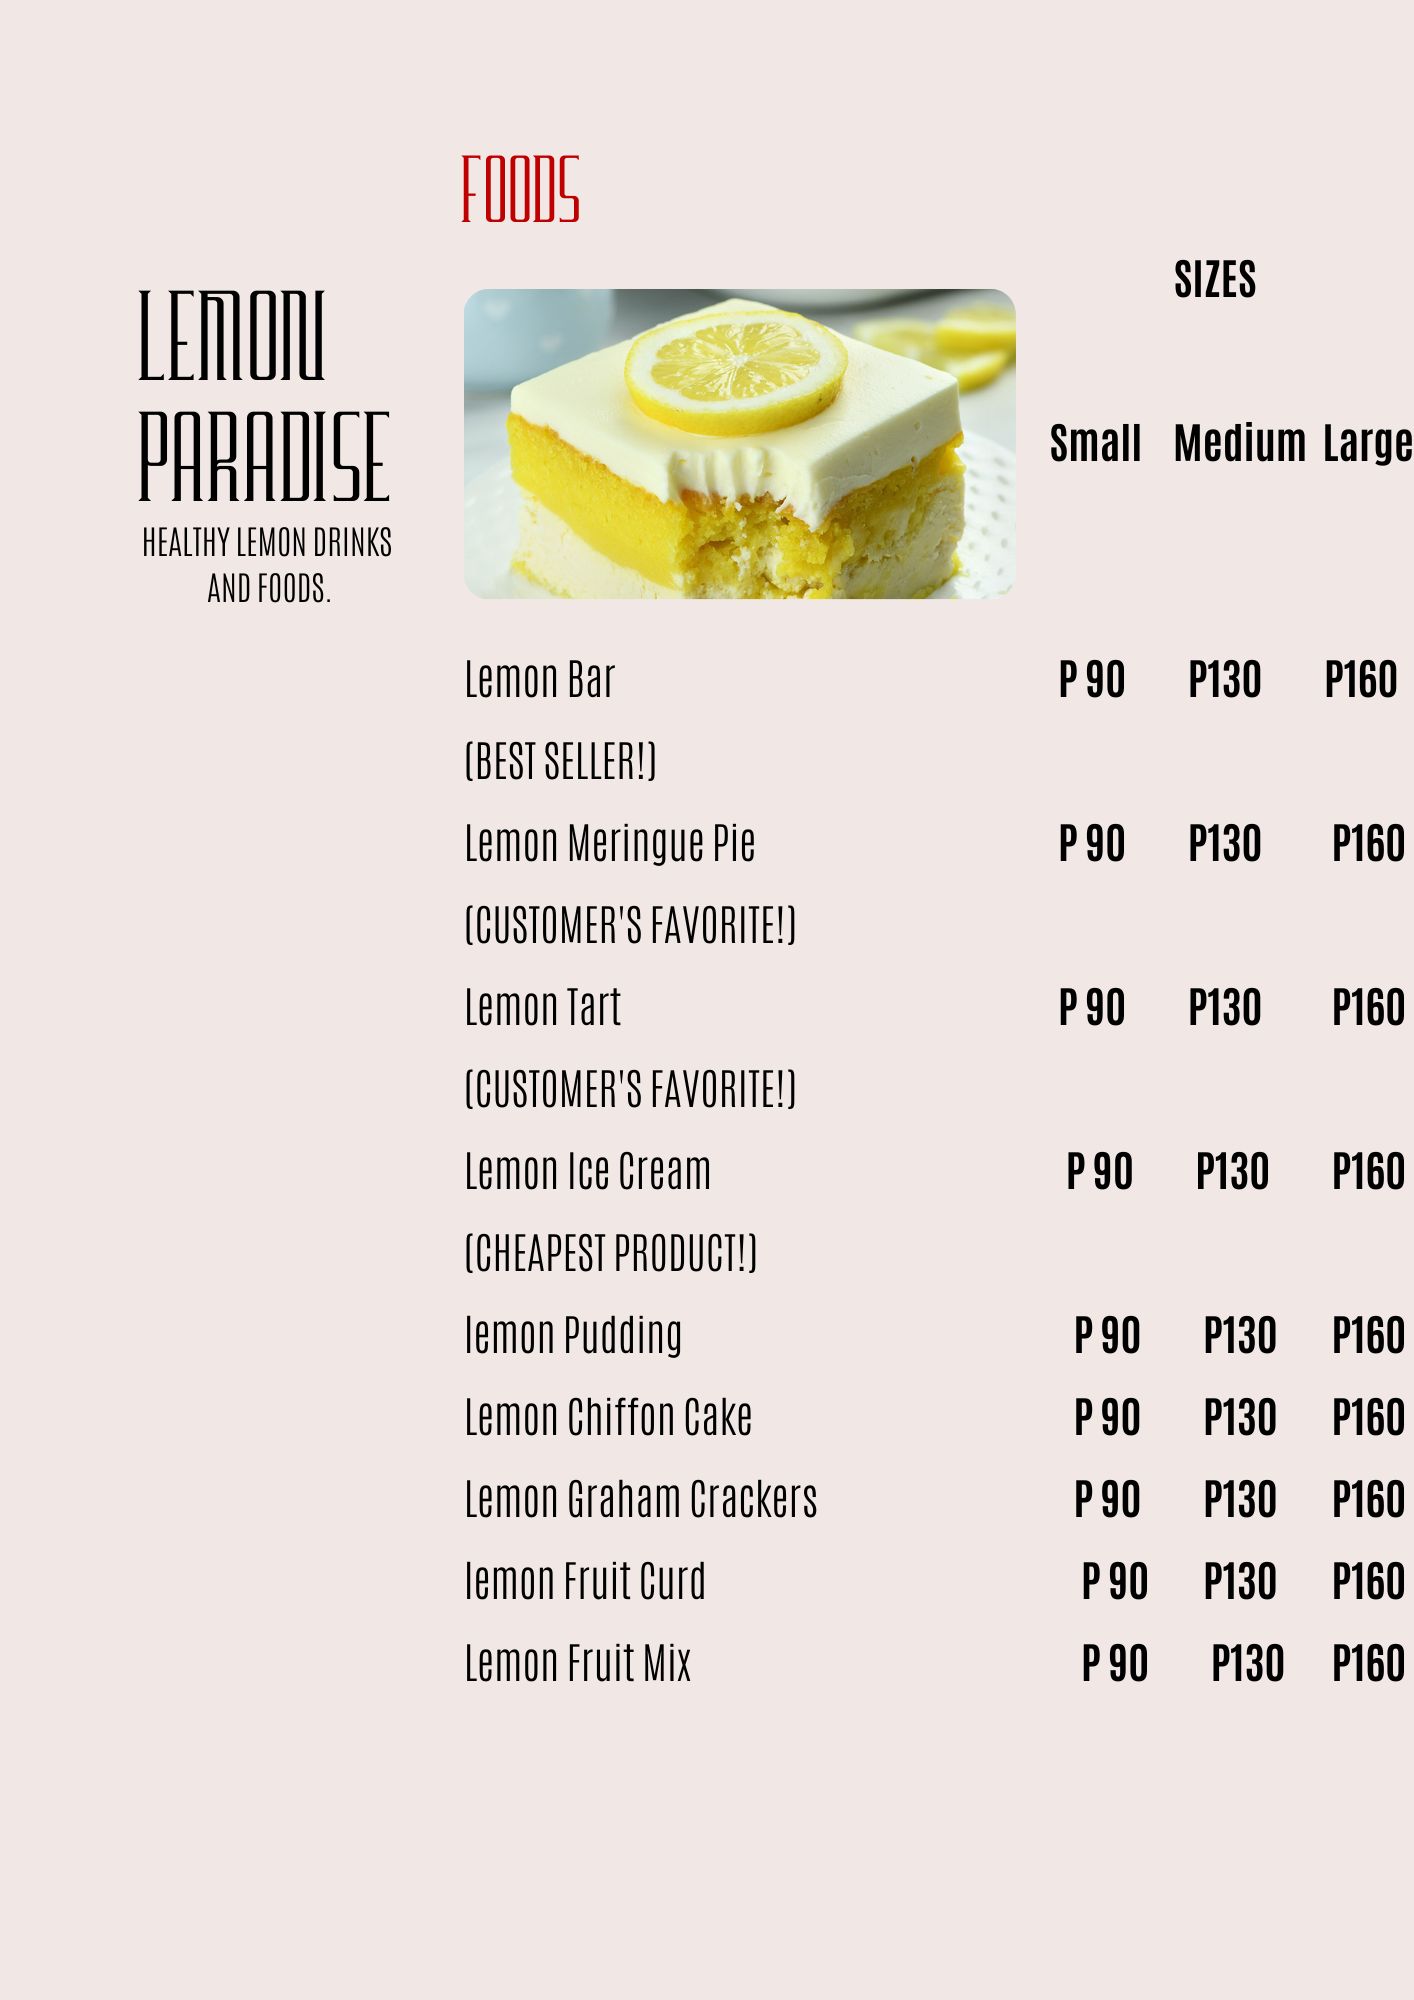 FOODS
LEMON
PARADISE
HEALTHY LEMON DRINKS
AND FOODS.
SIZES
Small Medium Large
Lemon Bar P 90 P130 P160
(BEST SELLER!)
Lemon Meringue Pie P 90 P130 P160
(CUSTOMER'S FAVORITE!)
Lemon Tart P 90 P130 P160
(CUSTOMER'S FAVORITE!)
Lemon Ice Cream P 90 P130 P160
(CHEAPEST PRODUCT!)
lemon Pudding P 90 P130 P160
Lemon Chiffon Cake P 90 P130 P160
Lemon Graham Crackers P 90 P130 P160
lemon Fruit Curd P 90 P130 P160
Lemon Fruit Mix P 90 P130 P160